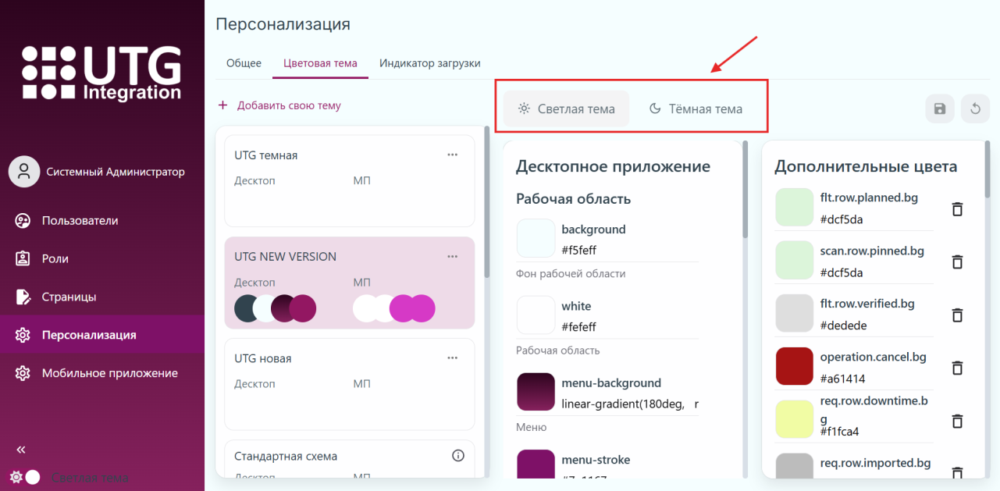 UTG
Integration
Системный Администратор
Пользователи
Роли
Страницы
Персонализация
Мобильное приложение
Светлая тема
Персонализация
Общее
Цветовая тема
Индикатор загрузки
Добавить свою тему
UTG темная
Десктоп МП
UTG NEW VERSION
Десктоп МП
UTG новая
Десктоп МП
Стандартная схема
Десктоп МП
Светлая тема
Тёмная тема
Десктопное приложение
Рабочая область
background
#f5feff
Фон рабочей области
white
#fefeff
Рабочая область
menu-background
linear-gradient(180deg, r
Меню
menu-stroke
Дополнительные цвета
flt.row.planned.bg
#dcf5da
scan.row.pinned.bg
#dcf5da
flt.row.verified.bg
#dedede
operation.cancel.bg
#a61414
req.row.downtime.b
g
#f1fca4
req.row.imported.bg